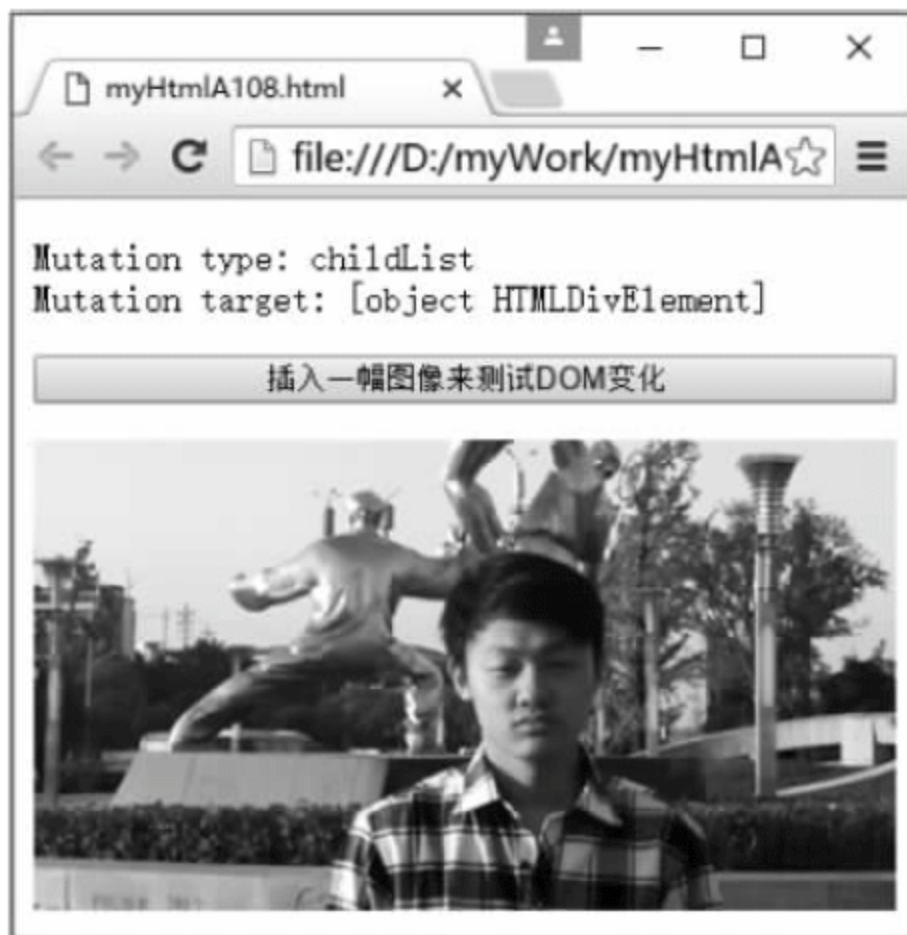 myHtmlA108.html
file:///D:/myWork/myHtmlA
Mutation type: childList
Mutation target: [object HTMLDivElement]
插入一幅图像来测试DOM变化